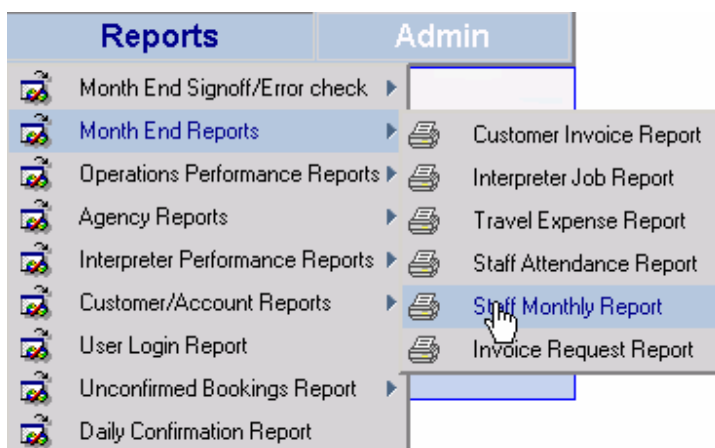 Reports
Admin
Month End Signoff/Error check
Month End Reports
Operations Performance Reports
Agency Reports
Interpreter Performance Reports
Customer/Account Reports
User Login Report
Unconfirmed Bookings Report
Daily Confirmation Report
Customer Invoice Report
Interpreter Job Report
Travel Expense Report
Staff Attendance Report
Staff Monthly Report
Invoice Request Report